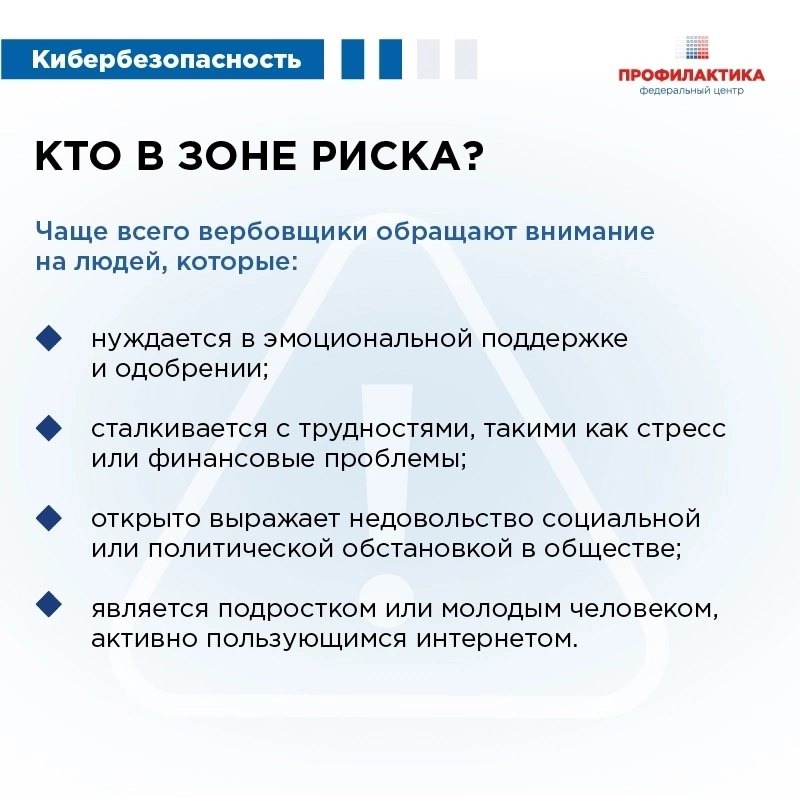 Кибербезопасность
ПРОФИЛАКТИКА
федеральный центр
КТО В ЗОНЕ РИСКА?
Чаще всего вербовщики обращают внимание
на людей, которые:
нуждается в эмоциональной поддержке
и одобрении;
сталкивается с трудностями, такими как стресс
или финансовые проблемы;
открыто выражает недовольство социальной
или политической обстановкой в обществе;
является подростком или молодым человеком,
активно пользующимся интернетом.